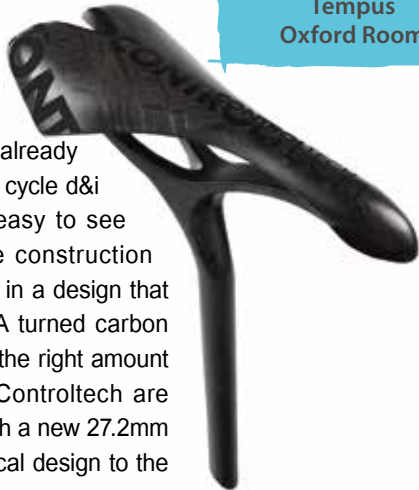 Tempus
Oxford Room
already
cycle d&i
easy to see
construction
in a design that
A turned carbon
the right amount
Controltech are
h a new 27.2mm
cal design to the